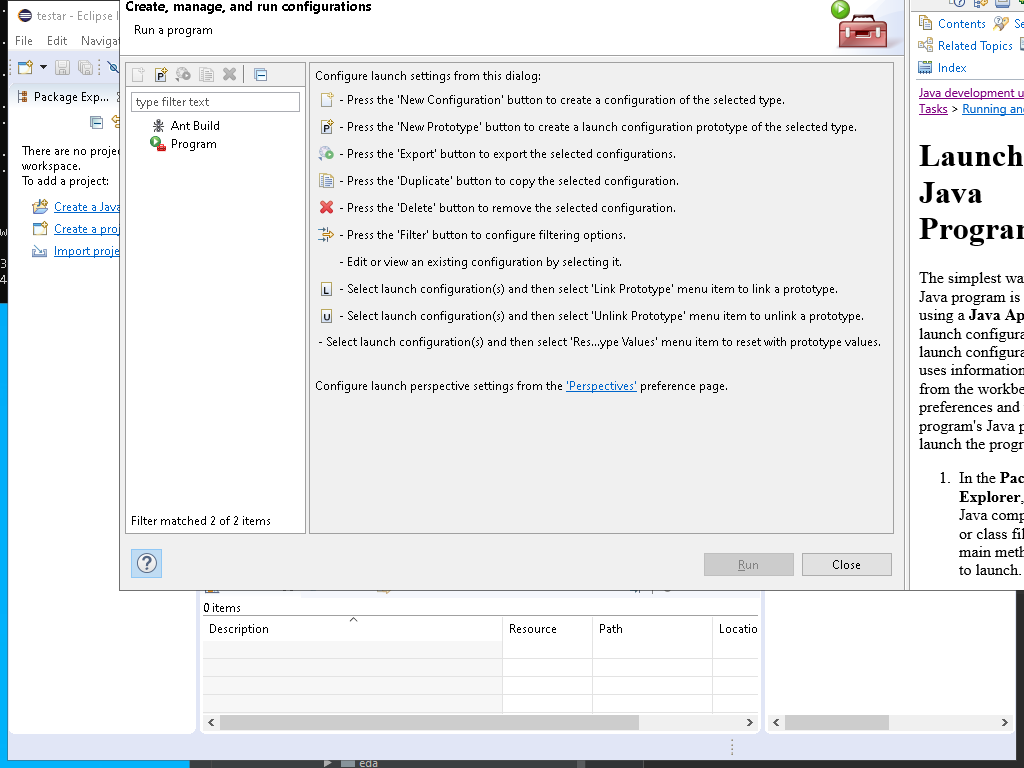 testar - Eclipse I
Create, manage, and run configurations
Run a program
File Edit Navigat
Package Exp...
There are no projec
workspace.
To add a project:
Create a Java
Create a proj
Import proje
type filter text
Ant Build
Program
Filter matched 2 of 2 items
Configure launch settings from this dialog:
- Press the 'New Configuration' button to create a configuration of the selected type.
- Press the 'New Prototype' button to create a launch configuration prototype of the selected type.
- Press the 'Export' button to export the selected configurations.
- Press the 'Duplicate' button to copy the selected configuration.
- Press the 'Delete' button to remove the selected configuration.
- Press the 'Filter' button to configure filtering options.
- Edit or view an existing configuration by selecting it.
L - Select launch configuration(s) and then select 'Link Prototype' menu item to link a prototype.
U - Select launch configuration(s) and then select 'Unlink Prototype' menu item to unlink a prototype.
- Select launch configuration(s) and then select 'Res...ype Values' menu item to reset with prototype values.
Configure launch perspective settings from the 'Perspectives' preference page.
Run Close
Contents Se
Related Topics
Index
Java development u
Tasks > Running and
Launch
Java
Program
The simplest wa
Java program is
using a Java Ap
launch configura
launch configura
uses information
from the workbe
preferences and
program's Java p
launch the progr
1. In the Pac
Explorer,
Java comp
or class fil
main meth
to launch.
0 items
Description Resource Path Locatio
eda